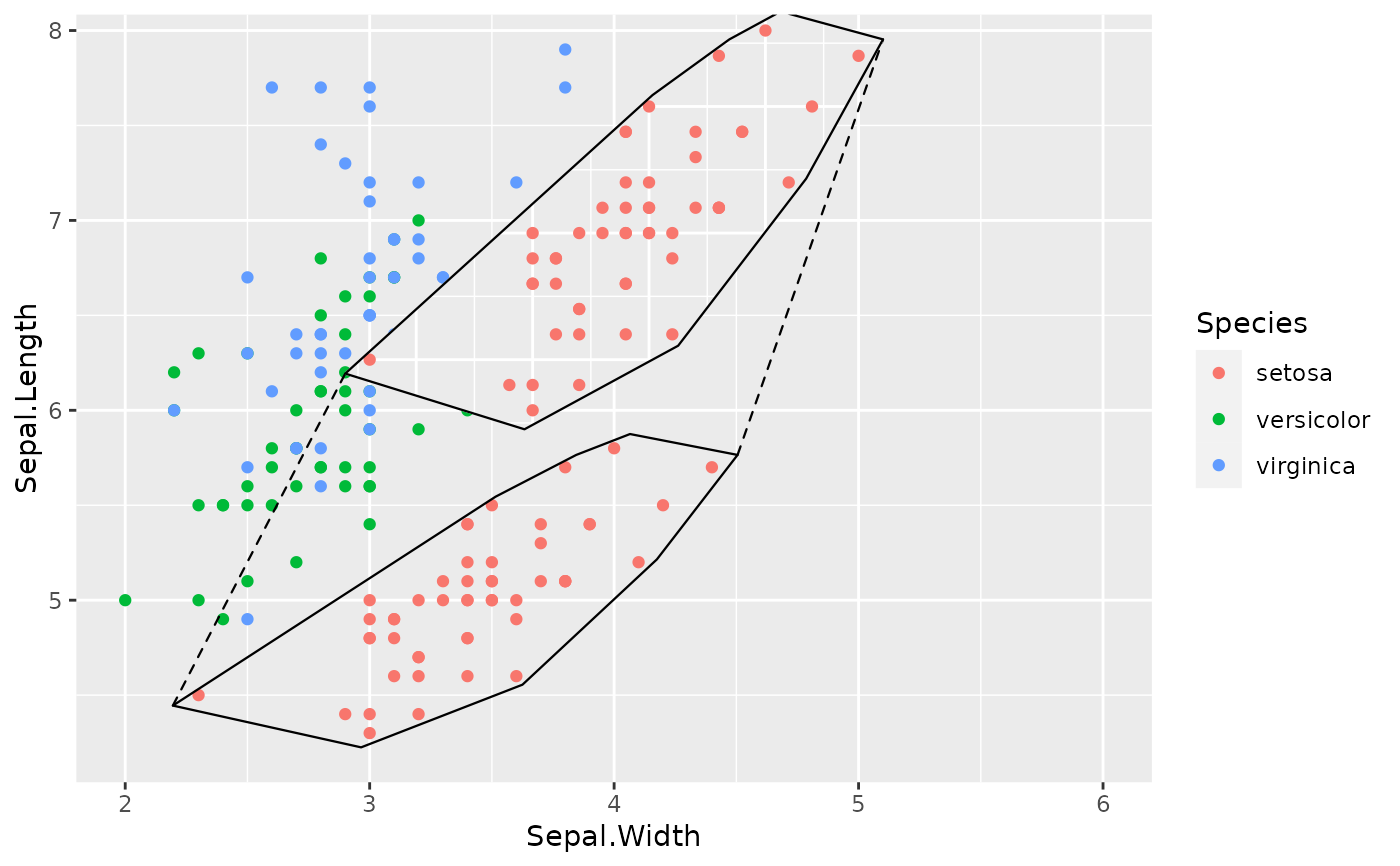 8
7
6
5
2 3 4 5 6
Sepal.Length
Sepal.Width
Species
setosa
versicolor
virginica